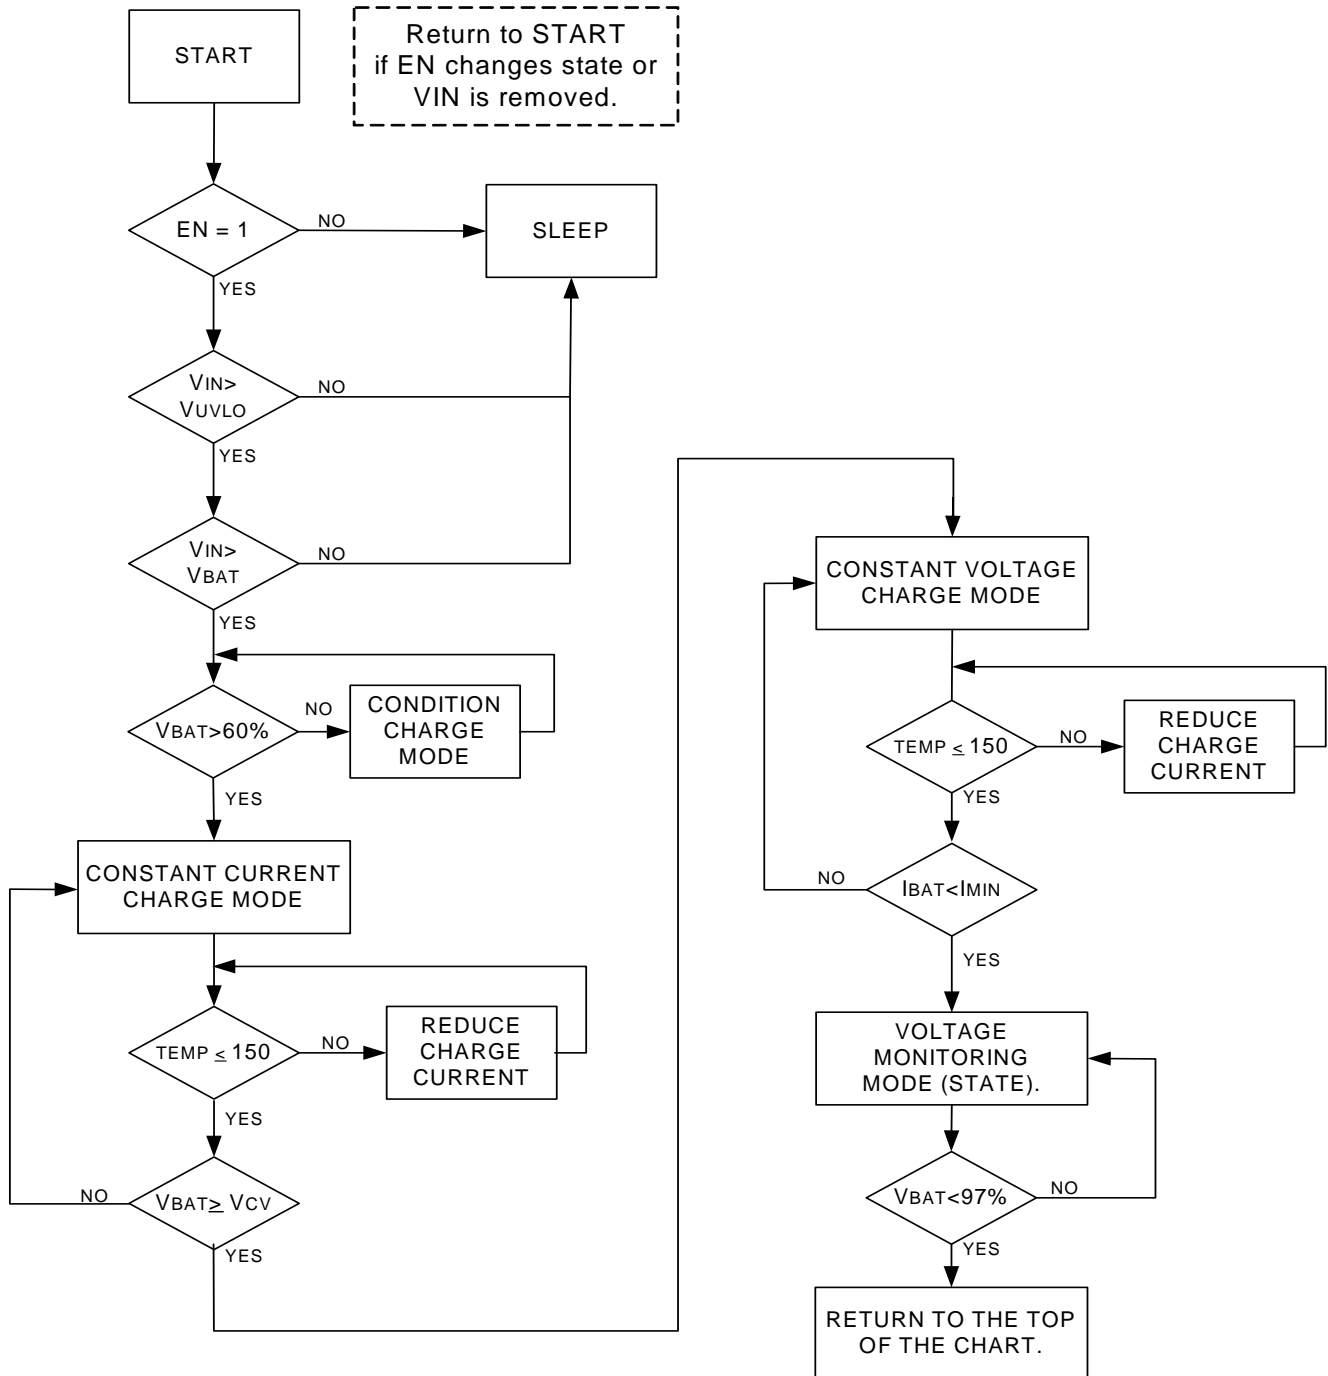 START
Return to START
if EN changes state or
VIN is removed.
EN = 1
NO
SLEEP
YES
VIN>
VUVLO
NO
YES
VIN>
VBAT
NO
YES
VBAT>60%
NO
CONDITION
CHARGE
MODE
YES
CONSTANT CURRENT
CHARGE MODE
TEMP ≤ 150
NO
REDUCE
CHARGE
CURRENT
YES
VBAT≥ VCV
NO
YES
CONSTANT VOLTAGE
CHARGE MODE
TEMP ≤ 150
NO
REDUCE
CHARGE
CURRENT
YES
IBAT<IMIN
NO
YES
VOLTAGE
MONITORING
MODE (STATE).
VBAT<97%
NO
YES
RETURN TO THE TOP
OF THE CHART.